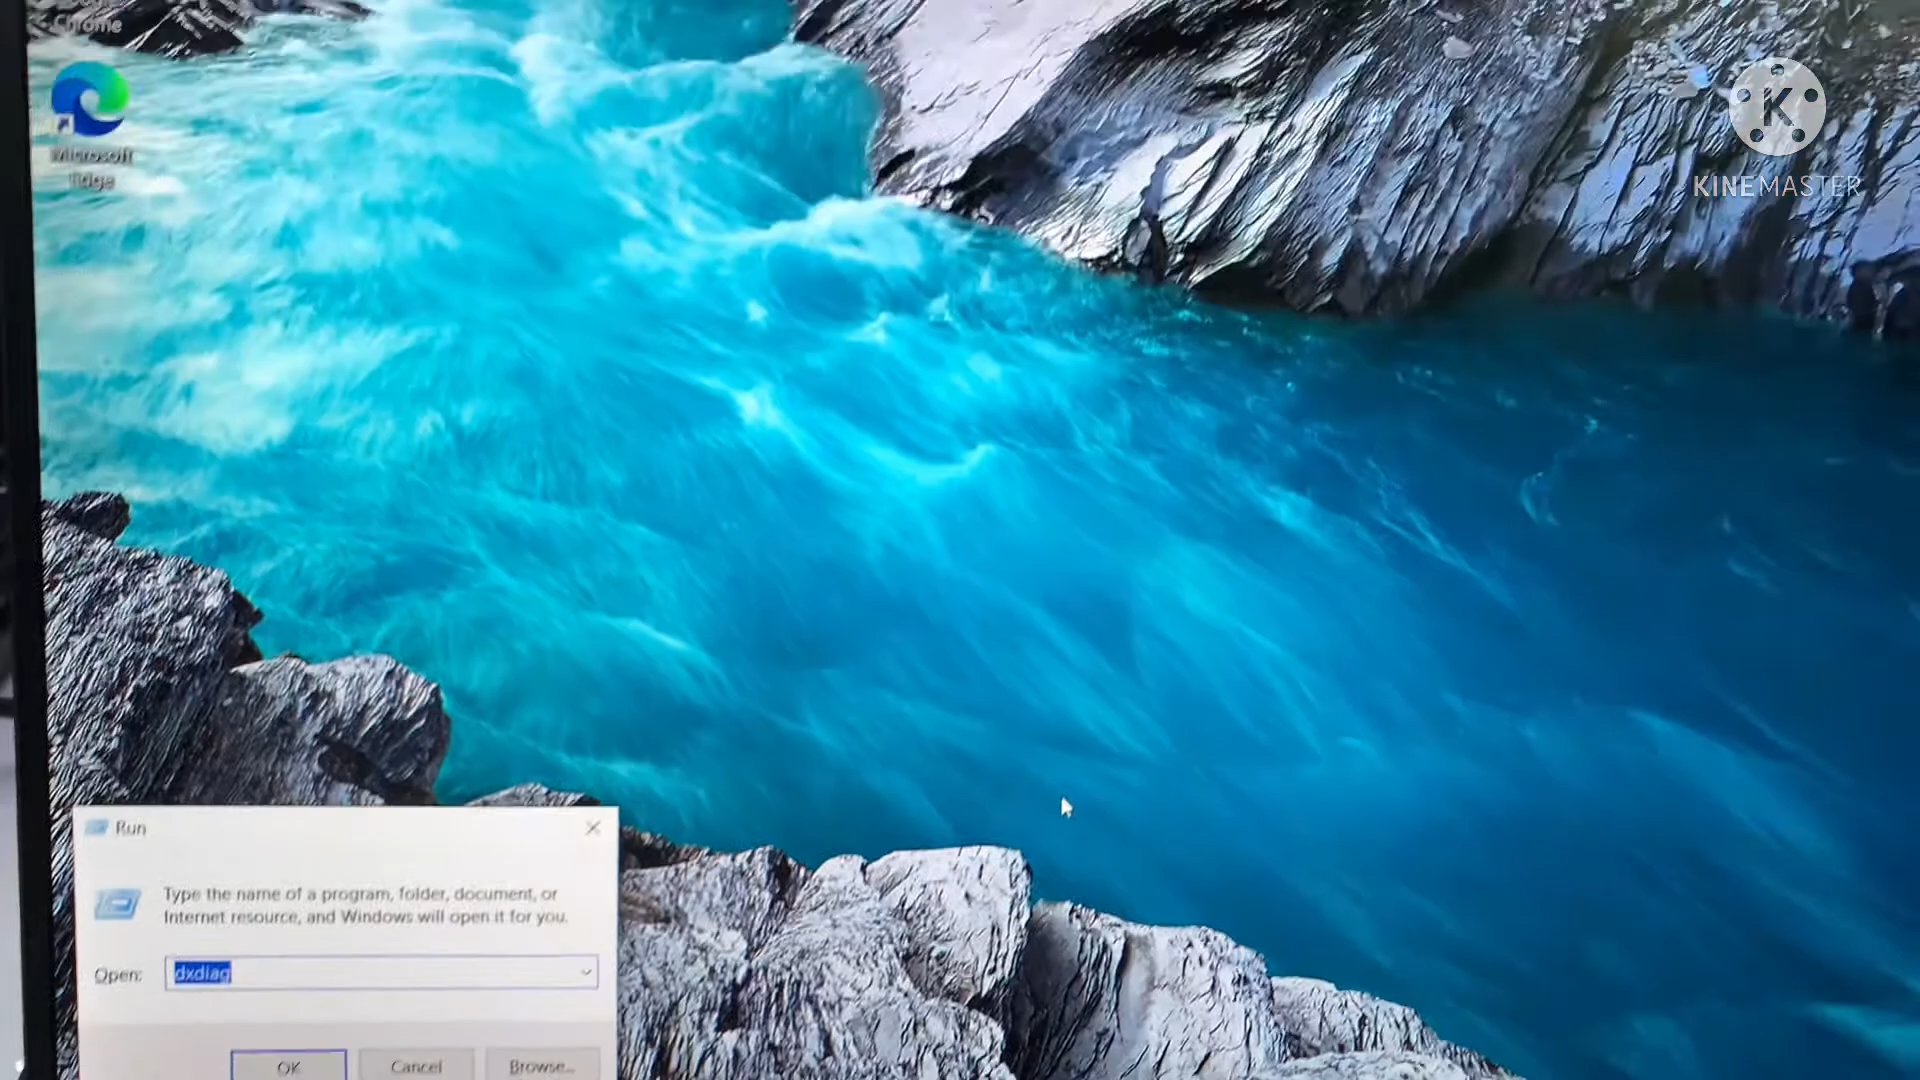 Chrome
Microsoft
Edge
KINEMASTER
Run
Type the name of a program, folder, document, or
Internet resource, and Windows will open it for you.
Open:
dxdiag
OK
Cancel
Browse...